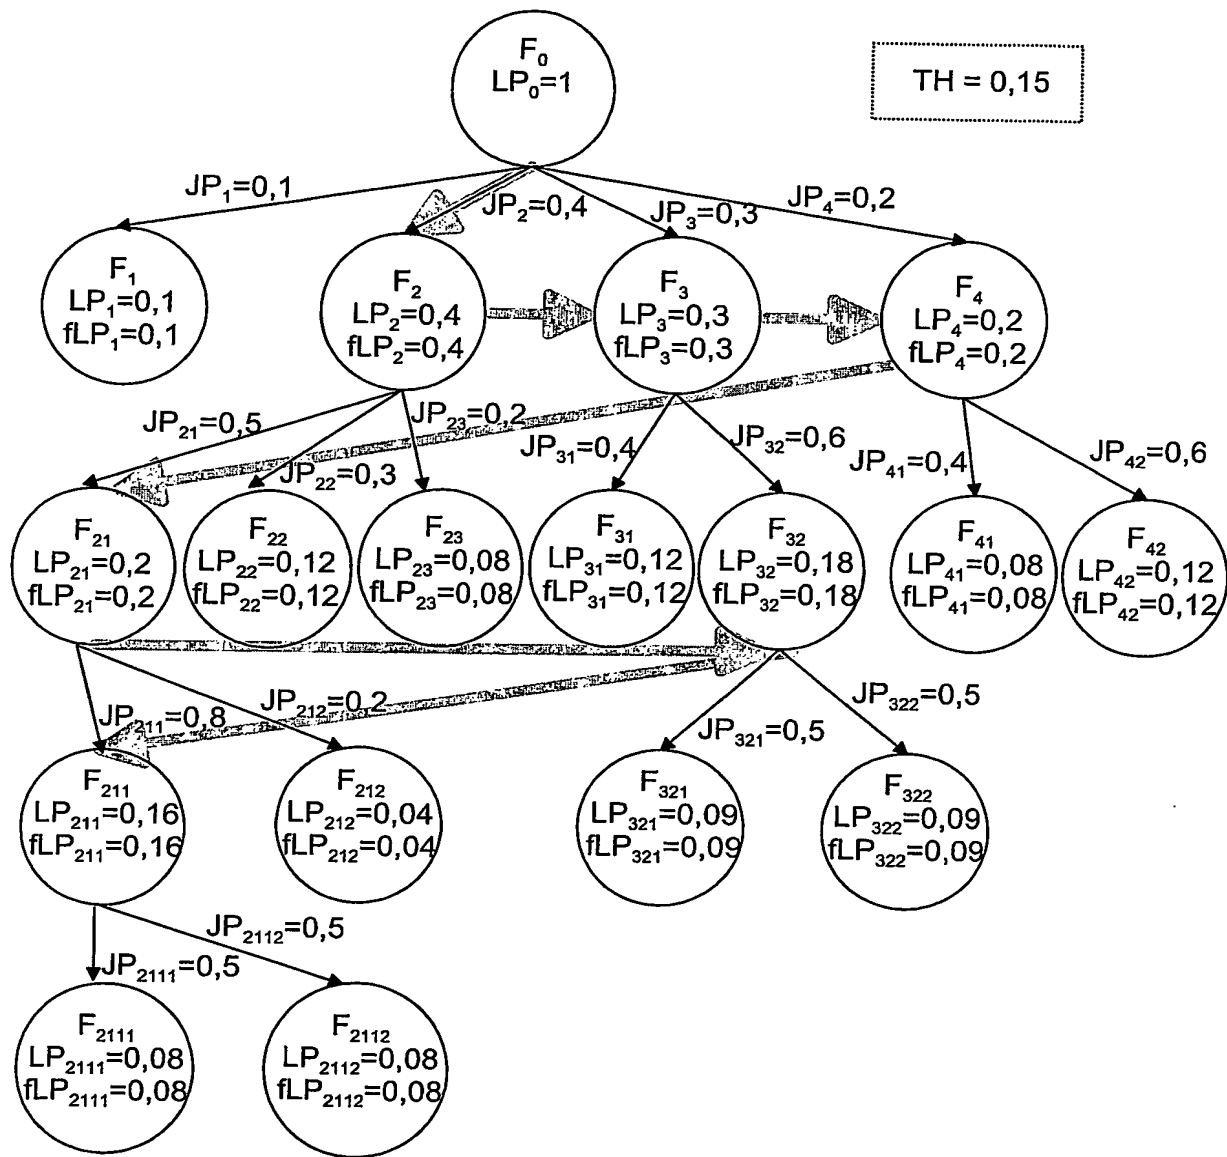 F₀
LP₀=1
TH = 0,15
JP₁=0,1
JP₂=0,4
JP₃=0,3
JP₄=0,2
F₁
LP₁=0,1
fLP₁=0,1
F₂
LP₂=0,4
fLP₂=0,4
F₃
LP₃=0,3
fLP₃=0,3
F₄
LP₄=0,2
fLP₄=0,2
JP₂₁=0,5
JP₂₂=0,3
JP₂₃=0,2
JP₃₁=0,4
JP₃₂=0,6
JP₄₁=0,4
JP₄₂=0,6
F₂₁
LP₂₁=0,2
fLP₂₁=0,2
F₂₂
LP₂₂=0,12
fLP₂₂=0,12
F₂₃
LP₂₃=0,08
fLP₂₃=0,08
F₃₁
LP₃₁=0,12
fLP₃₁=0,12
F₃₂
LP₃₂=0,18
fLP₃₂=0,18
F₄₁
LP₄₁=0,08
fLP₄₁=0,08
F₄₂
LP₄₂=0,12
fLP₄₂=0,12
JP₂₁₁=0,8
JP₂₁₂=0,2
JP₃₂₁=0,5
JP₃₂₂=0,5
F₂₁₁
LP₂₁₁=0,16
fLP₂₁₁=0,16
F₂₁₂
LP₂₁₂=0,04
fLP₂₁₂=0,04
F₃₂₁
LP₃₂₁=0,09
fLP₃₂₁=0,09
F₃₂₂
LP₃₂₂=0,09
fLP₃₂₂=0,09
JP₂₁₁₁=0,5
JP₂₁₁₂=0,5
F₂₁₁₁
LP₂₁₁₁=0,08
fLP₂₁₁₁=0,08
F₂₁₁₂
LP₂₁₁₂=0,08
fLP₂₁₁₂=0,08